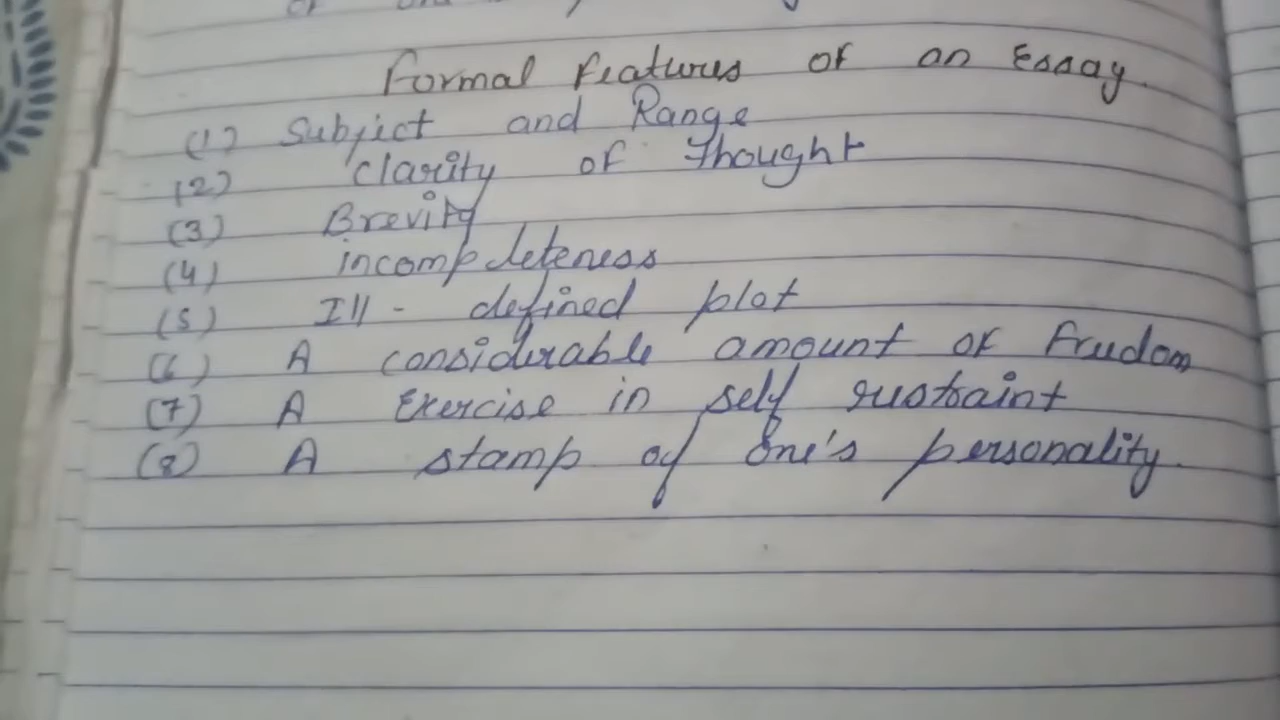 Formal Features of an Essay.
(1) Subject and Range
(2) Clarity of Thought
(3) Brevity
(4) incompleteness
(5) Ill - defined plot
(6) A considerable amount of Freedom
(7) A Exercise in self restraint
(8) A stamp of One's personality.